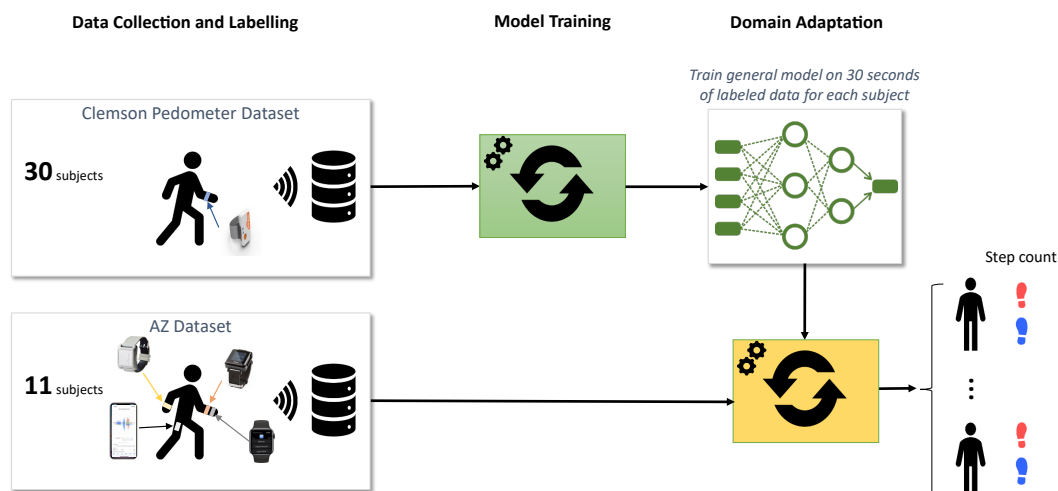 Data Collection and Labelling
Model Training
Domain Adaptation
Train general model on 30 seconds
of labeled data for each subject
Clemson Pedometer Dataset
30 subjects
Step count
AZ Dataset
11 subjects